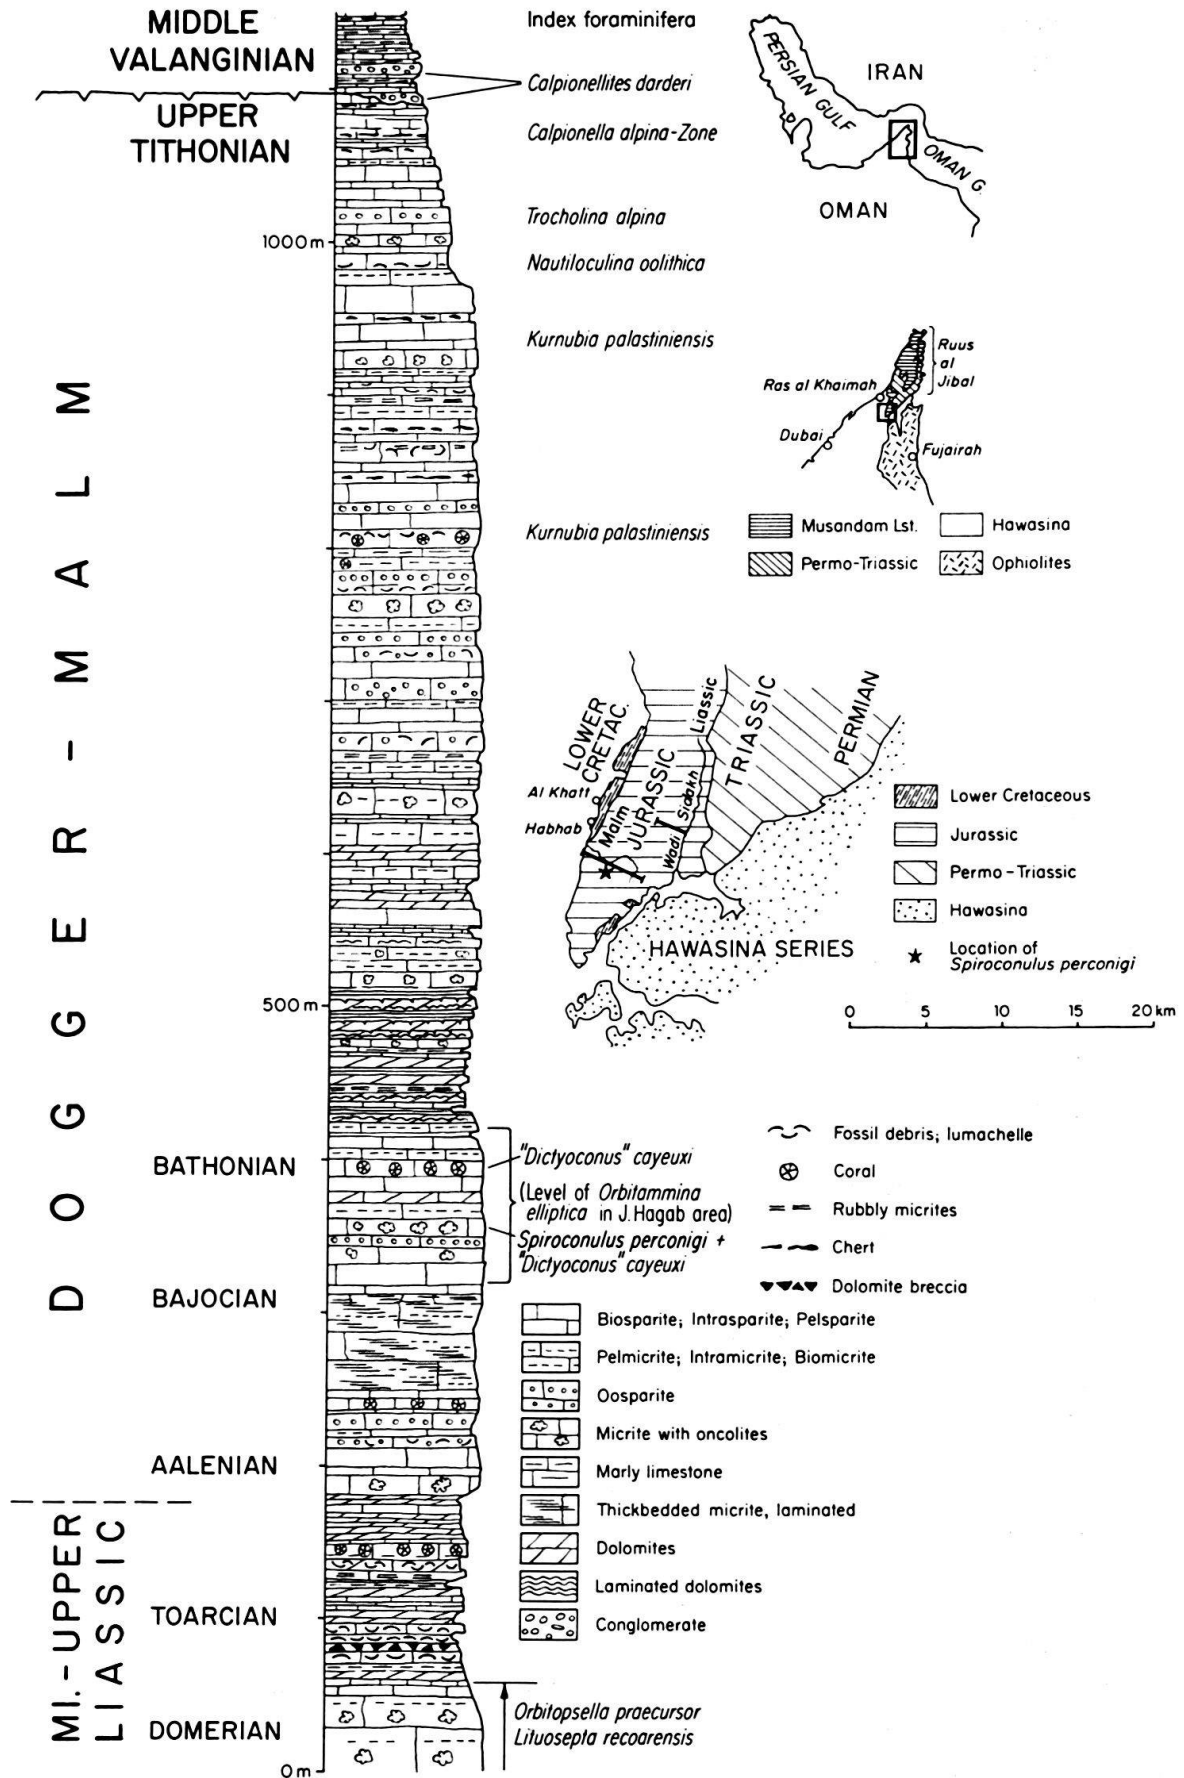 MIDDLE
VALANGINIAN
UPPER
TITHONIAN
DOGGER-MALM
BATHONIAN
BAJOCIAN
AALENIAN
MI.-UPPER
LIASSIC
TOARCIAN
DOMERIAN
1000m
500m
0m
Index foraminifera
Calpionellites darderi
Calpionella alpina-Zone
Trocholina alpina
Nautiloculina oolithica
Kurnubia palastiniensis
Kurnubia palastiniensis
"Dictyoconus" cayeuxi
(Level of Orbitammina
elliptica in J. Hagab area)
Spiroconulus perconigi +
"Dictyoconus" cayeuxi
Orbitopsella praecursor
Lituosepta recoarensis
PERSIAN GULF
IRAN
OMAN G.
OMAN
Ruus
al
Jibal
Ras al Khaimah
Dubai
Fujairah
Musandam Lst.
Hawasina
Permo-Triassic
Ophiolites
LOWER
CRETAC.
Al Khatt
Habhab
Malm
JURASSIC
Wadi Sidakh
Liassic
TRIASSIC
PERMIAN
HAWASINA SERIES
Lower Cretaceous
Jurassic
Permo-Triassic
Hawasina
Location of
Spiroconulus perconigi
0 5 10 15 20 km
Fossil debris; lumachelle
Coral
Rubbly micrites
Chert
Dolomite breccia
Biosparite; Intrasparite; Pelsparite
Pelmicrite; Intramicrite; Biomicrite
Oosparite
Micrite with oncolites
Marly limestone
Thickbedded micrite, laminated
Dolomites
Laminated dolomites
Conglomerate